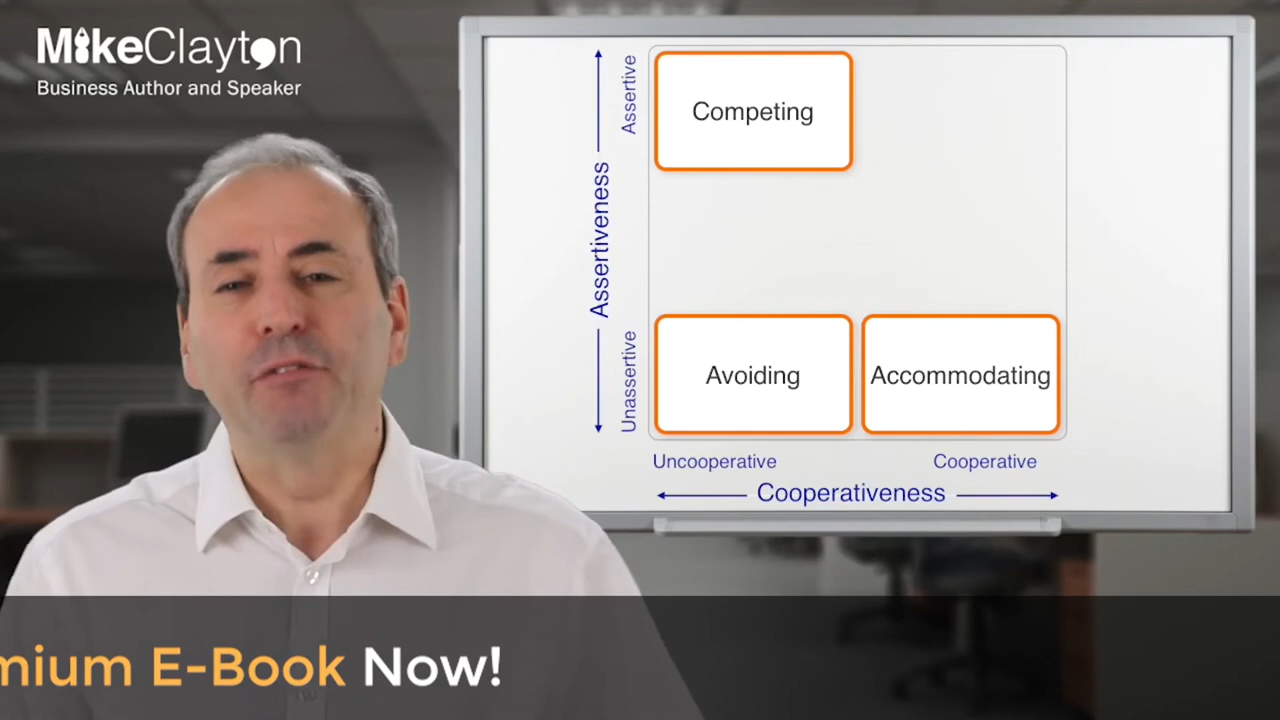 MikeClayton
Business Author and Speaker
Assertive
Assertiveness
Unassertive
Competing
Avoiding
Accommodating
Uncooperative
Cooperative
Cooperativeness
mium E-Book Now!